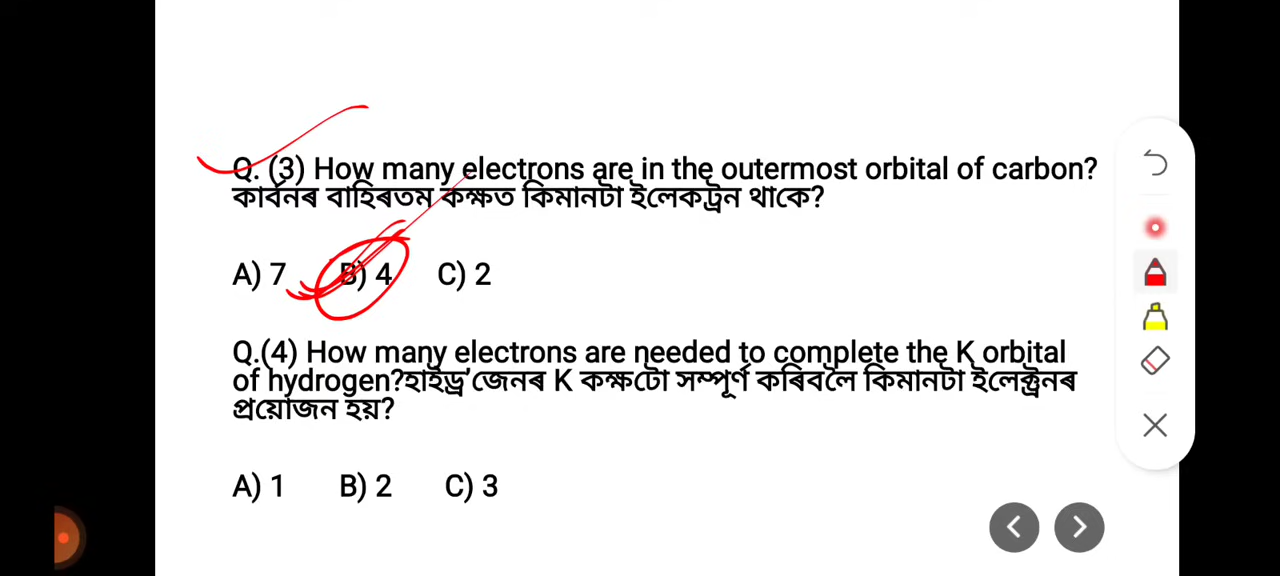 Q. (3) How many electrons are in the outermost orbital of carbon?
কাৰ্বনৰ বাহিৰতম কক্ষত কিমানটা ইলেকট্ৰন থাকে?
A) 7 B) 4 C) 2
Q.(4) How many electrons are needed to complete the K orbital
of hydrogen?হাইড্ৰ'জেনৰ K কক্ষটো সম্পূৰ্ণ কৰিবলৈ কিমানটা ইলেক্ট্ৰনৰ
প্ৰয়োজন হয়?
A) 1 B) 2 C) 3